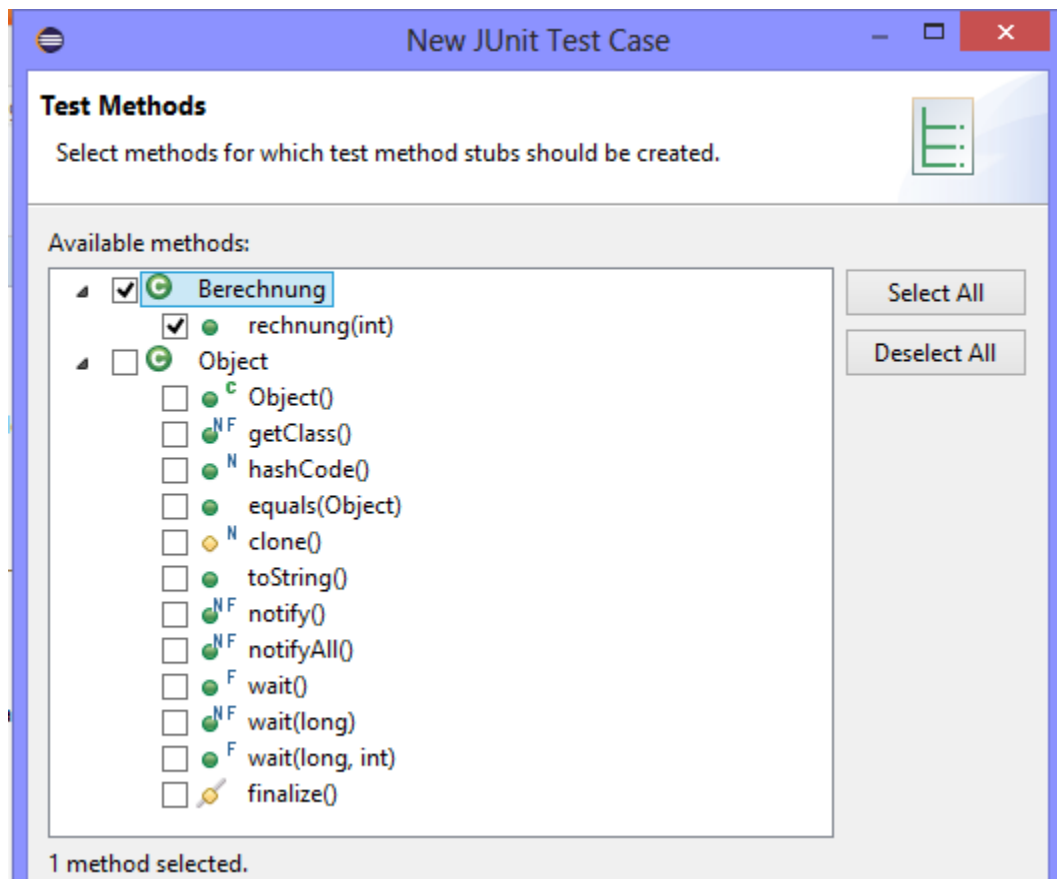 New JUnit Test Case
Test Methods
Select methods for which test method stubs should be created.
Available methods:
Berechnung
rechnung(int)
Object
C Object()
N F getClass()
N hashCode()
equals(Object)
N clone()
toString()
N F notify()
N F notifyAll()
F wait()
N F wait(long)
F wait(long, int)
finalize()
Select All
Deselect All
1 method selected.